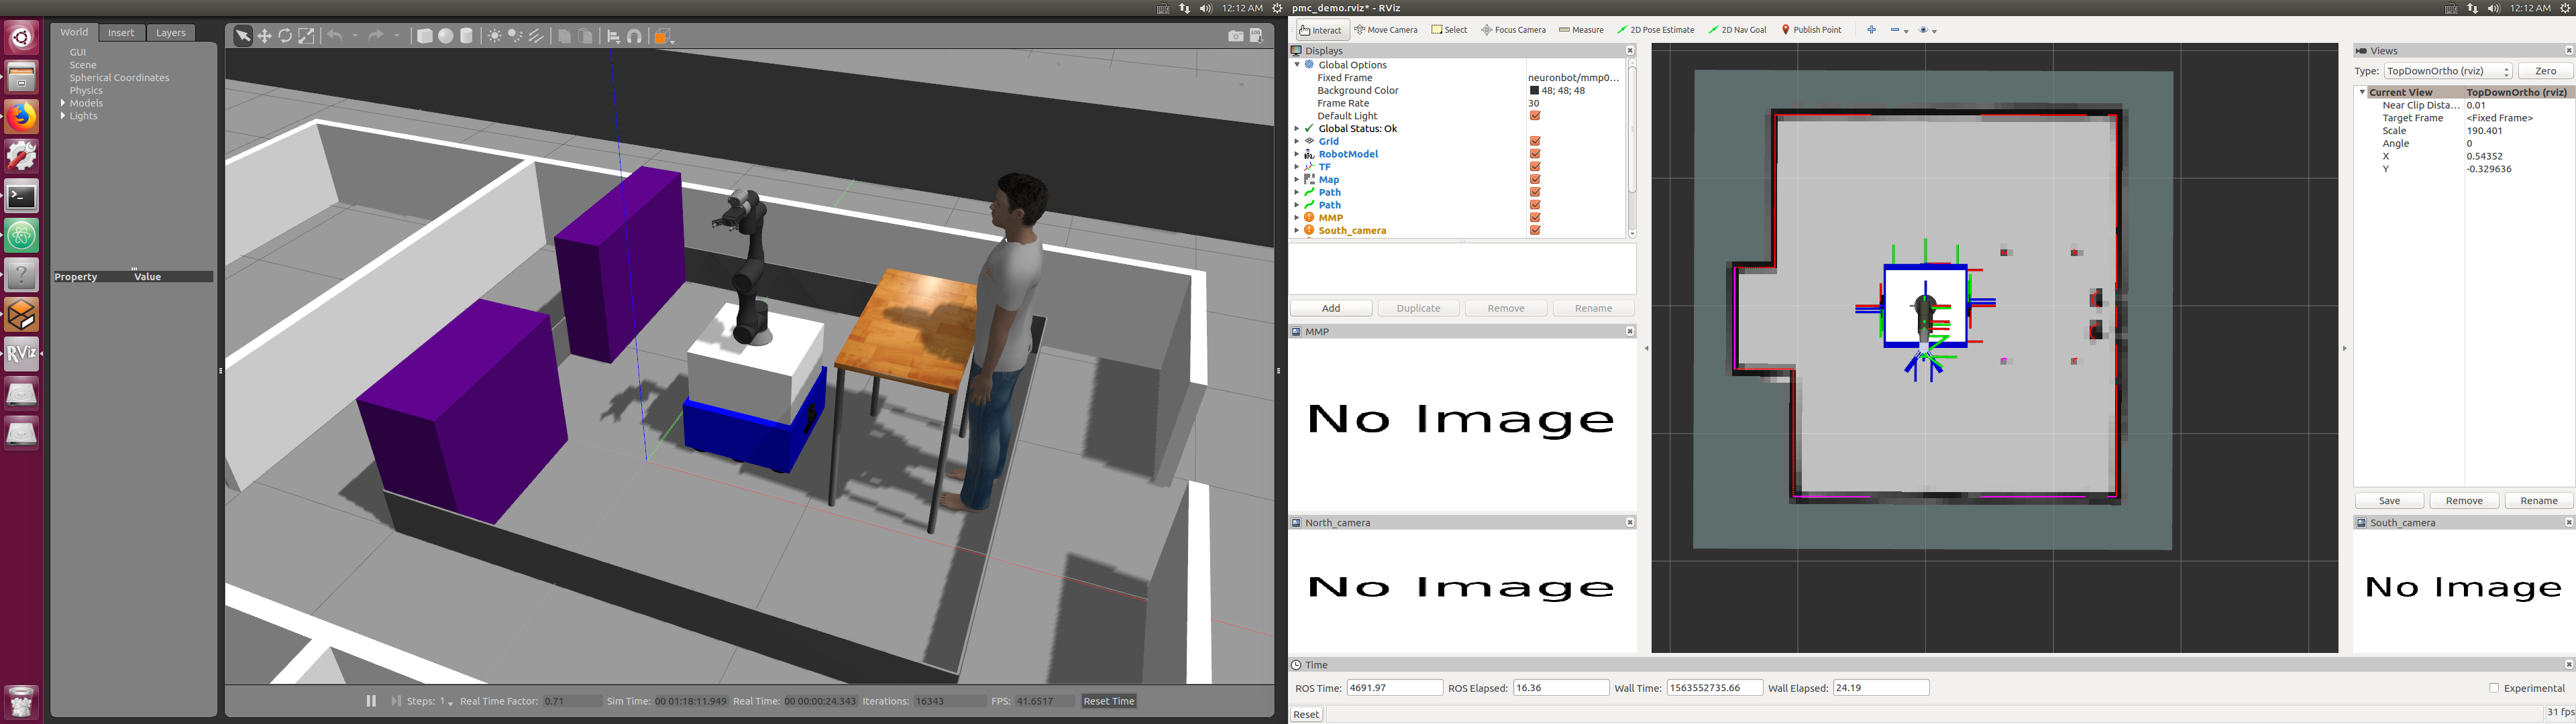 12:12 AM
World Insert Layers
GUI
Scene
Spherical Coordinates
Physics
Models
Lights
Property Value
RViz
LOG
Steps: 1 Real Time Factor: 0.71 Sim Time: 00 01:18:11.949 Real Time: 00 00:00:24.343 Iterations: 16343 FPS: 41.6517 Reset Time
pmc_demo.rviz* - RViz
12:12 AM
Interact Move Camera Select Focus Camera Measure 2D Pose Estimate 2D Nav Goal Publish Point
Displays
Global Options
Fixed Frame neuronbot/mmp0...
Background Color 48; 48; 48
Frame Rate 30
Default Light
Global Status: Ok
Grid
RobotModel
TF
Map
Path
Path
MMP
South_camera
Add Duplicate Remove Rename
MMP
No Image
North_camera
No Image
Views
Type: TopDownOrtho (rviz) Zero
Current View TopDownOrtho (rviz)
Near Clip Dista... 0.01
Target Frame <Fixed Frame>
Scale 190.401
Angle 0
X 0.54352
Y -0.329636
Save Remove Rename
South_camera
No Image
Time
ROS Time: 4691.97 ROS Elapsed: 16.36 Wall Time: 1563552735.66 Wall Elapsed: 24.19 Experimental
Reset 31 fps